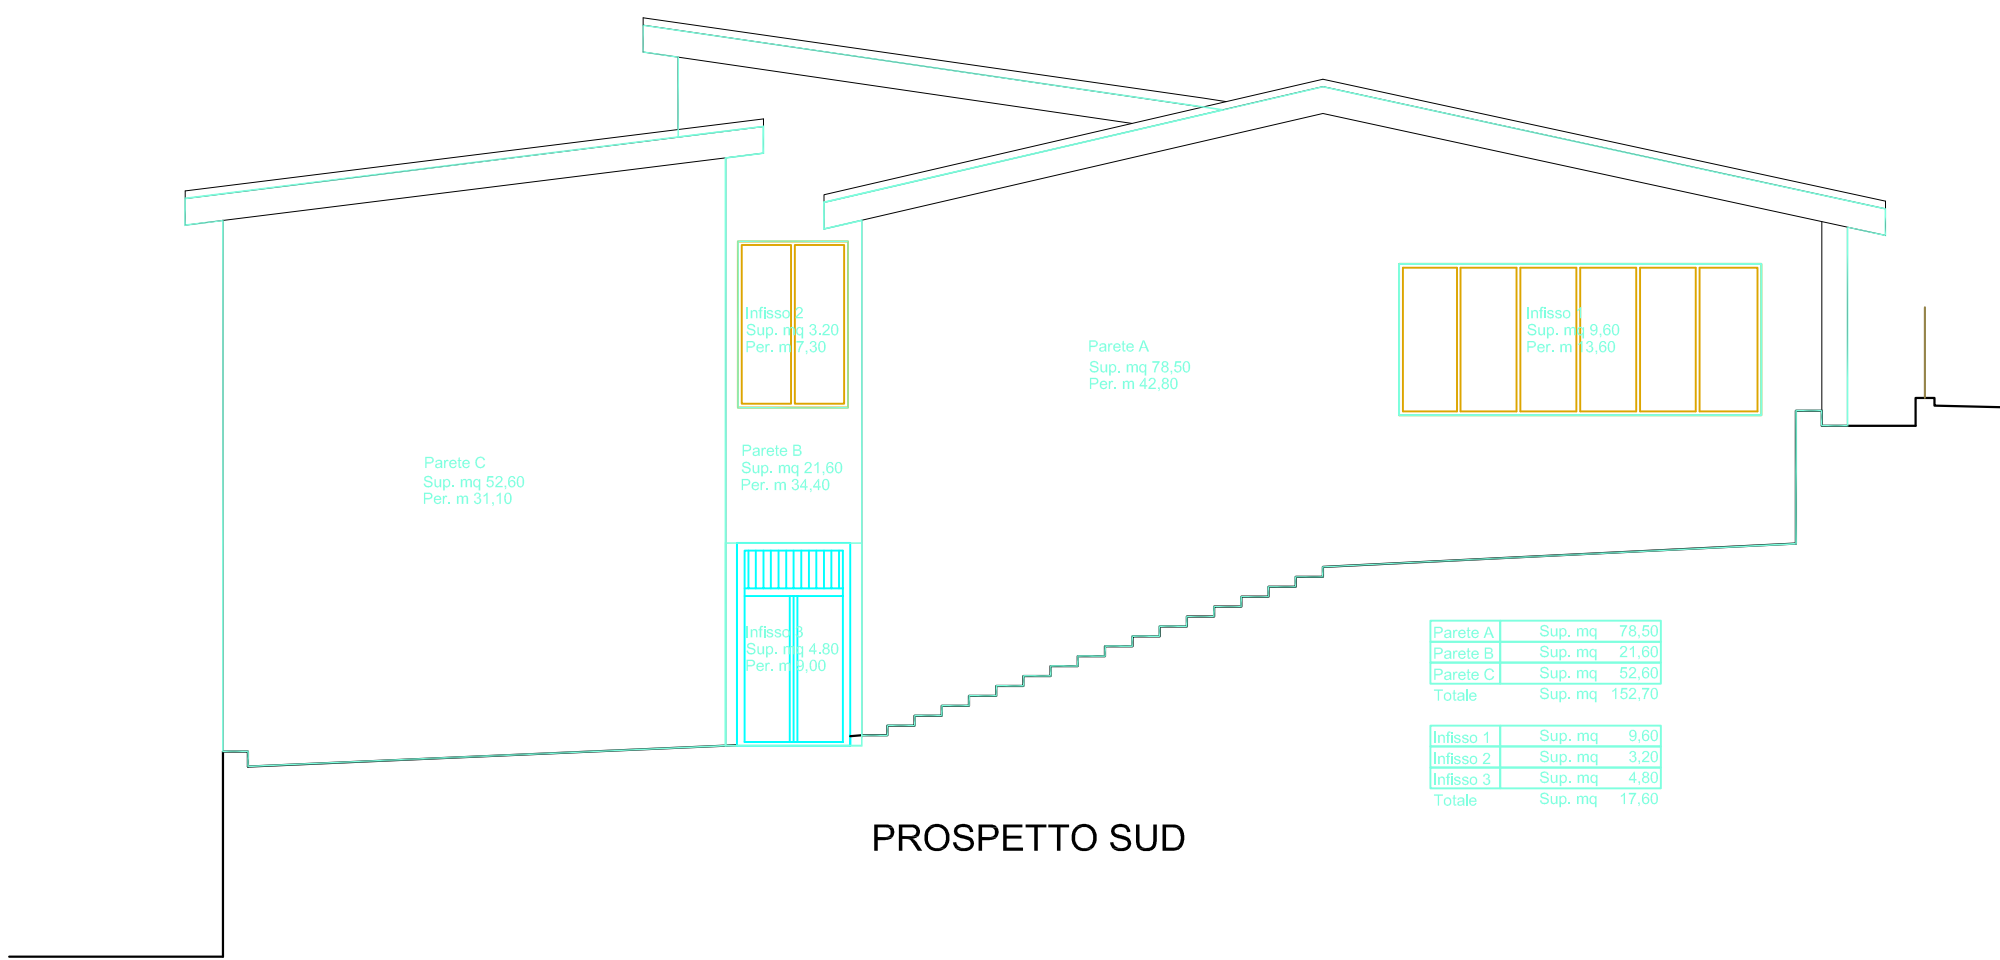 Infisso 2
Sup. mq 3.20
Per. m 7,30
Infisso 1
Sup. mq 9,60
Per. m 13,60
Parete A
Sup. mq 78,50
Per. m 42,80
Parete B
Sup. mq 21,60
Per. m 34,40
Parete C
Sup. mq 52,60
Per. m 31,10
Infisso 3
Sup. mq 4.80
Per. m 9,00
Parete A Sup. mq 78,50
Parete B Sup. mq 21,60
Parete C Sup. mq 52,60
Totale Sup. mq 152,70
Infisso 1 Sup. mq 9,60
Infisso 2 Sup. mq 3,20
Infisso 3 Sup. mq 4,80
Totale Sup. mq 17,60
PROSPETTO SUD